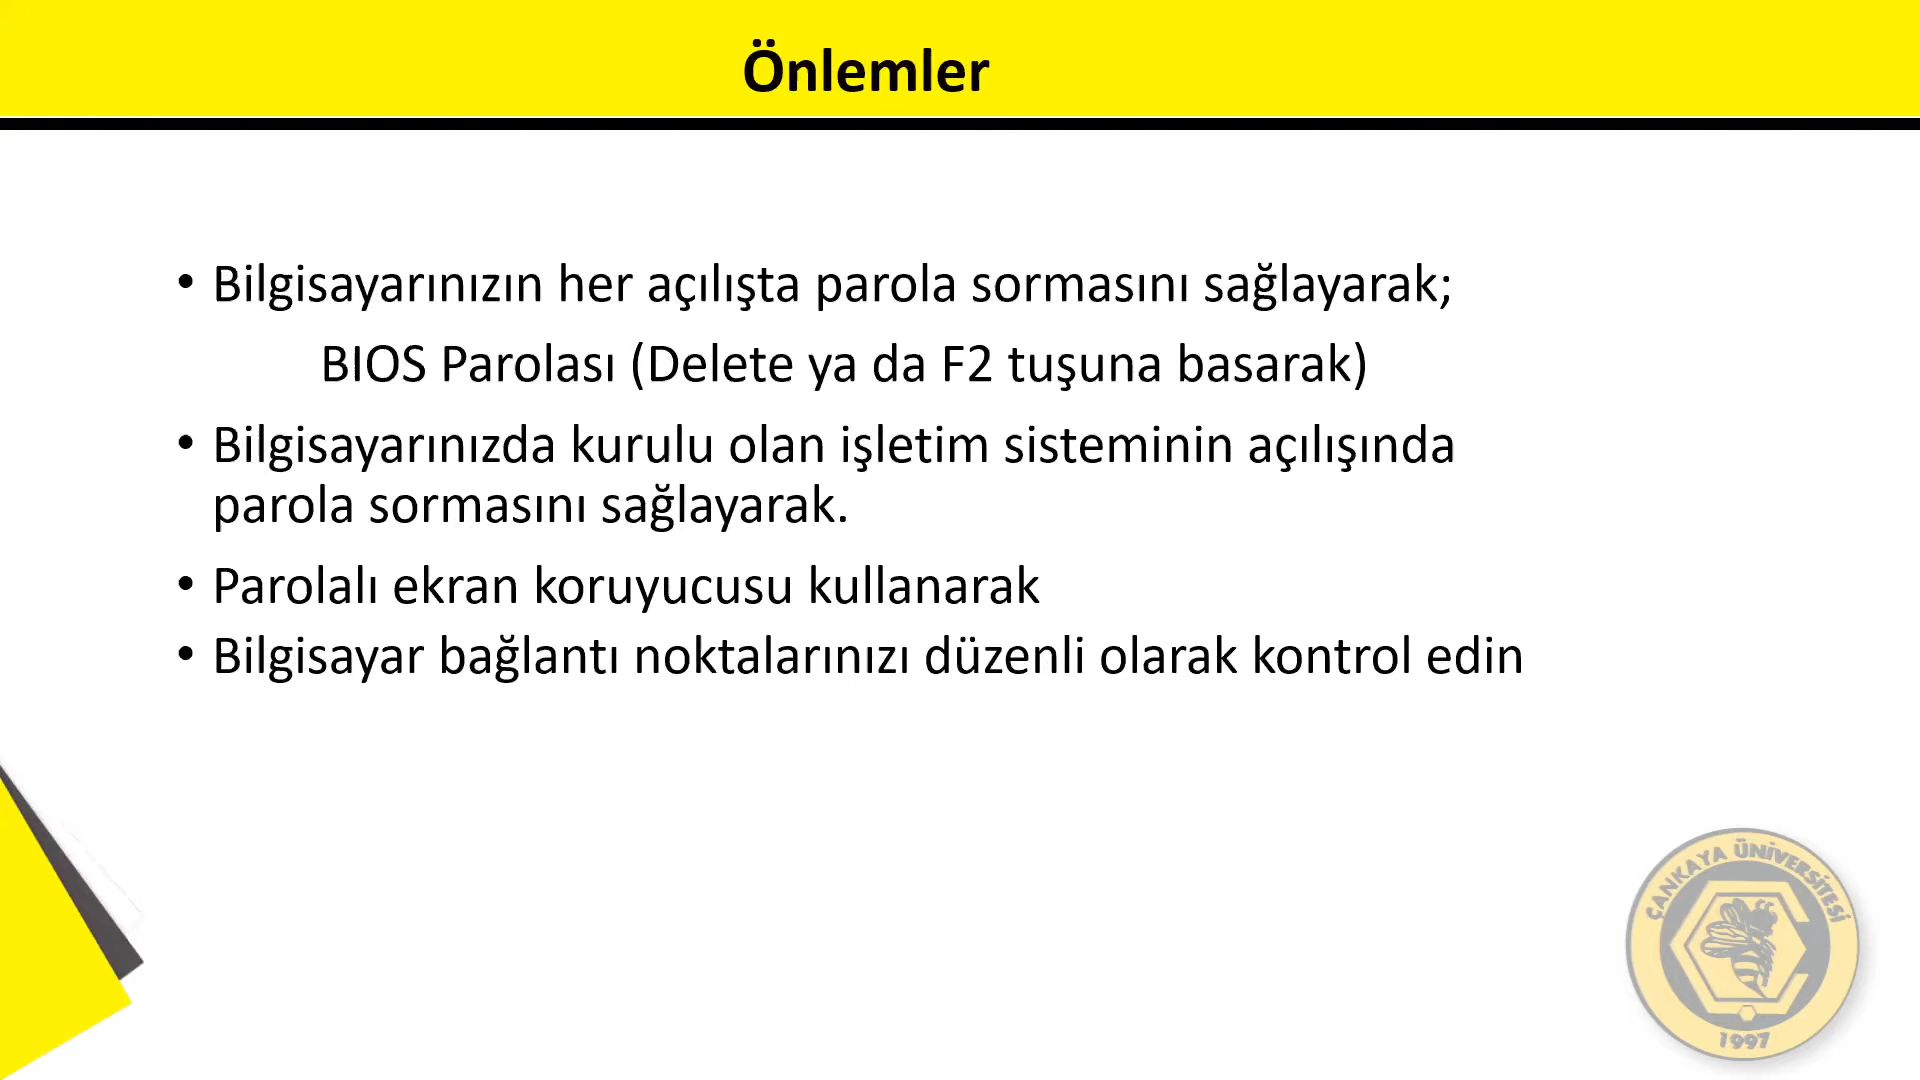 Önlemler
• Bilgisayarınızın her açılışta parola sormasını sağlayarak;
BIOS Parolası (Delete ya da F2 tuşuna basarak)
• Bilgisayarınızda kurulu olan işletim sisteminin açılışında
parola sormasını sağlayarak.
• Parolalı ekran koruyucusu kullanarak
• Bilgisayar bağlantı noktalarınızı düzenli olarak kontrol edin
ÇANKAYA ÜNİVERSİTESİ
1997